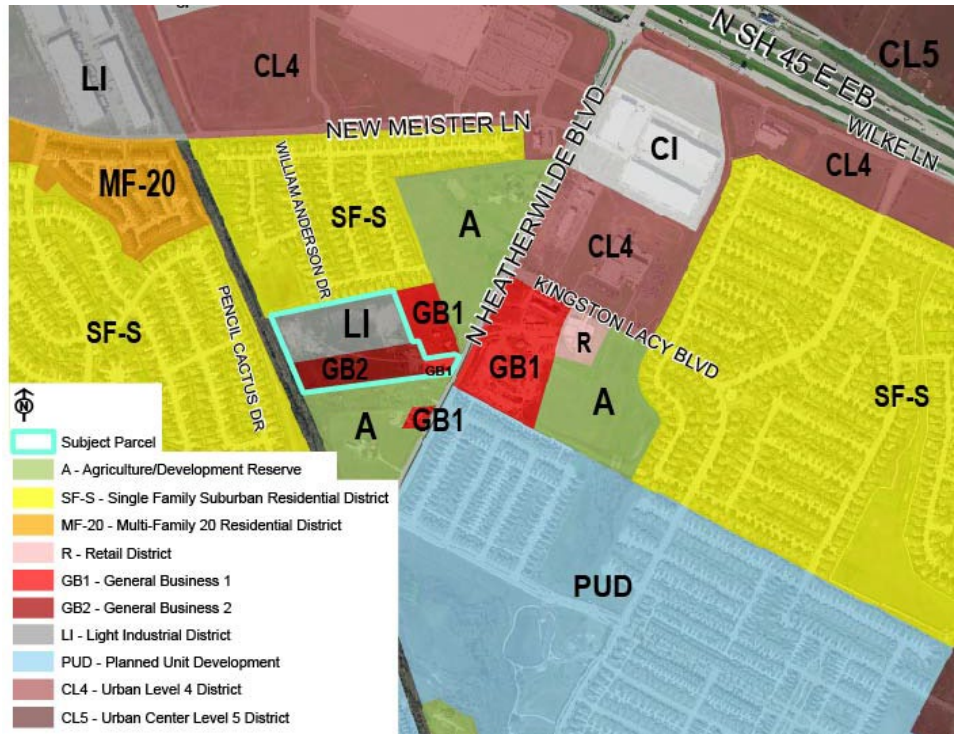 N SH 45 E EB
CL5
LI
CL4
N HEATHERWILDE BLVD
NEW MEISTER LN
WILKE LN
CI
CL4
MF-20
WILLIAM ANDERSON DR
SF-S
A
CL4
PENCIL CACTUS DR
SF-S
GB1
KINGSTON LACY BLVD
LI
R
GB2
GB1
GB1
SF-S
A
A
GB1
N
Subject Parcel
A - Agriculture/Development Reserve
SF-S - Single Family Suburban Residential District
MF-20 - Multi-Family 20 Residential District
R - Retail District
GB1 - General Business 1
GB2 - General Business 2
LI - Light Industrial District
PUD - Planned Unit Development
CL4 - Urban Level 4 District
CL5 - Urban Center Level 5 District
PUD